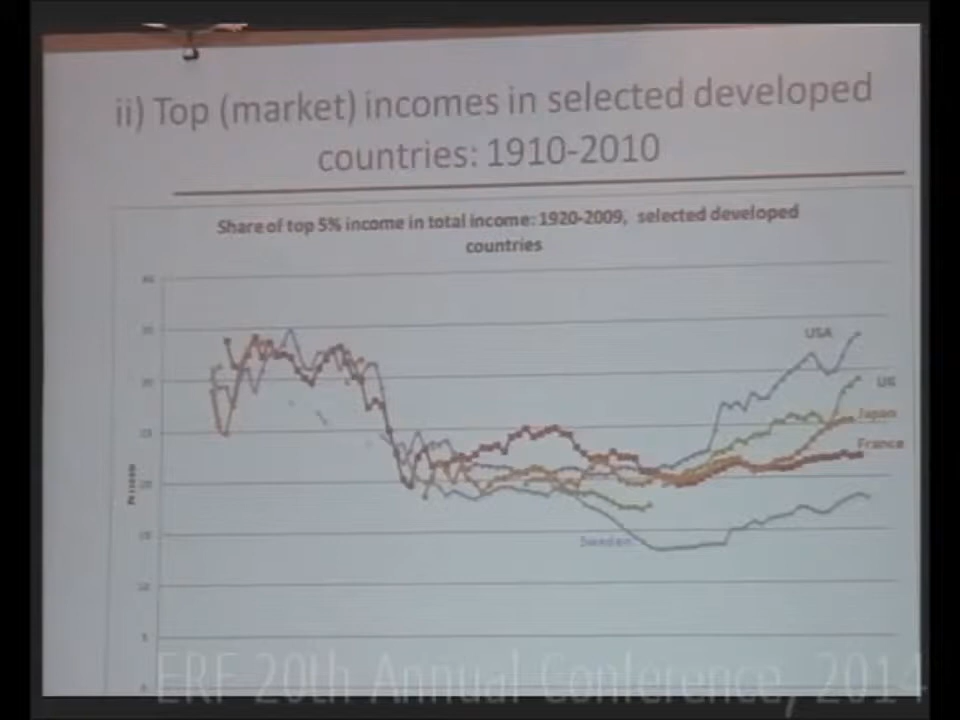 ii) Top (market) incomes in selected developed
countries: 1910-2010
Share of top 5% income in total income: 1920-2009, selected developed
countries
USA
UK
Japan
France
Sweden
ERF 20th Annual Conference, 2014